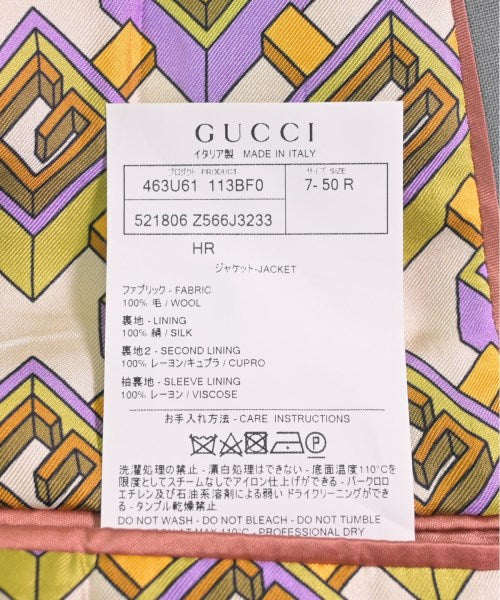 GUCCI
イタリア製 MADE IN ITALY
プロダクト PRODUCT サイズ SIZE
463U61 113BF0 7- 50 R
521806 Z566J3233
HR
ジャケット-JACKET
ファブリック - FABRIC
100% 毛 / WOOL
裏地 - LINING
100% 絹 / SILK
裏地2 - SECOND LINING
100% レーヨン/キュプラ / CUPRO
袖裏地 - SLEEVE LINING
100% レーヨン / VISCOSE
お手入れ方法 - CARE INSTRUCTIONS
P
洗濯処理の禁止 - 漂白処理はできない - 底面温度110°Cを
限度としてスチームなしでアイロン仕上げができる - パークロロ
エチレン及び石油系溶剤による弱い ドライクリーニングができ
る - タンブル乾燥禁止
DO NOT WASH - DO NOT BLEACH - DO NOT TUMBLE
AT MAX 110°C - PROFESSIONAL DRY